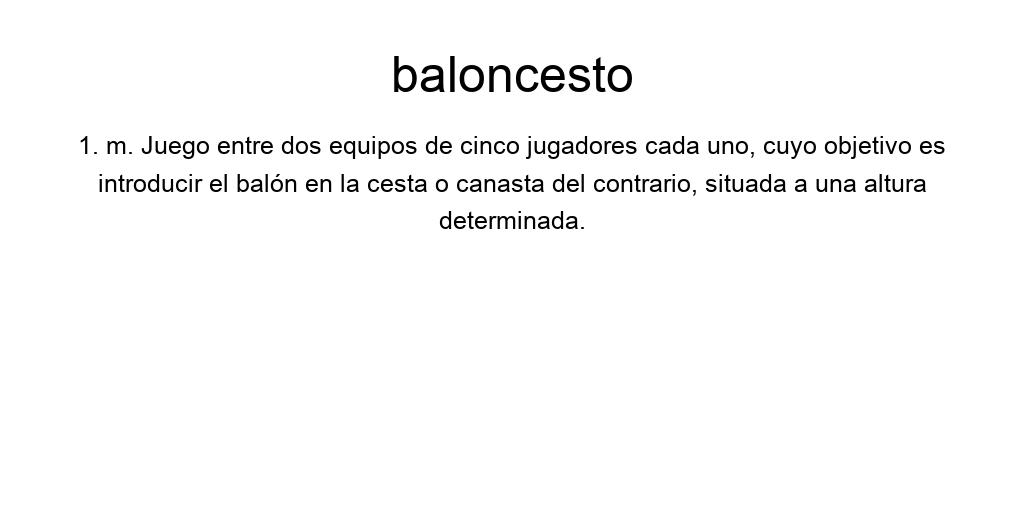 baloncesto
1. m. Juego entre dos equipos de cinco jugadores cada uno, cuyo objetivo es
introducir el balón en la cesta o canasta del contrario, situada a una altura
determinada.